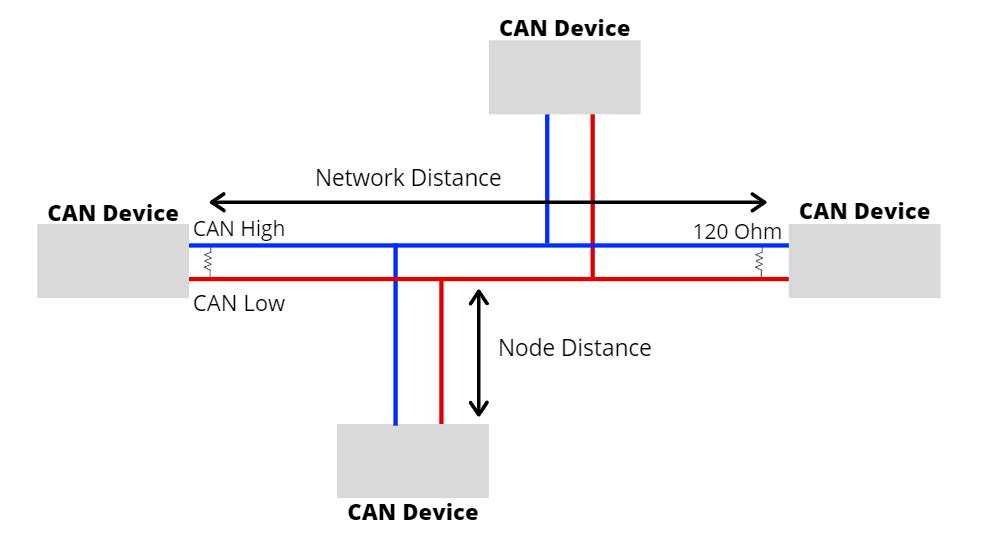 CAN Device
Network Distance
CAN Device
CAN Device
CAN High
120 Ohm
CAN Low
Node Distance
CAN Device